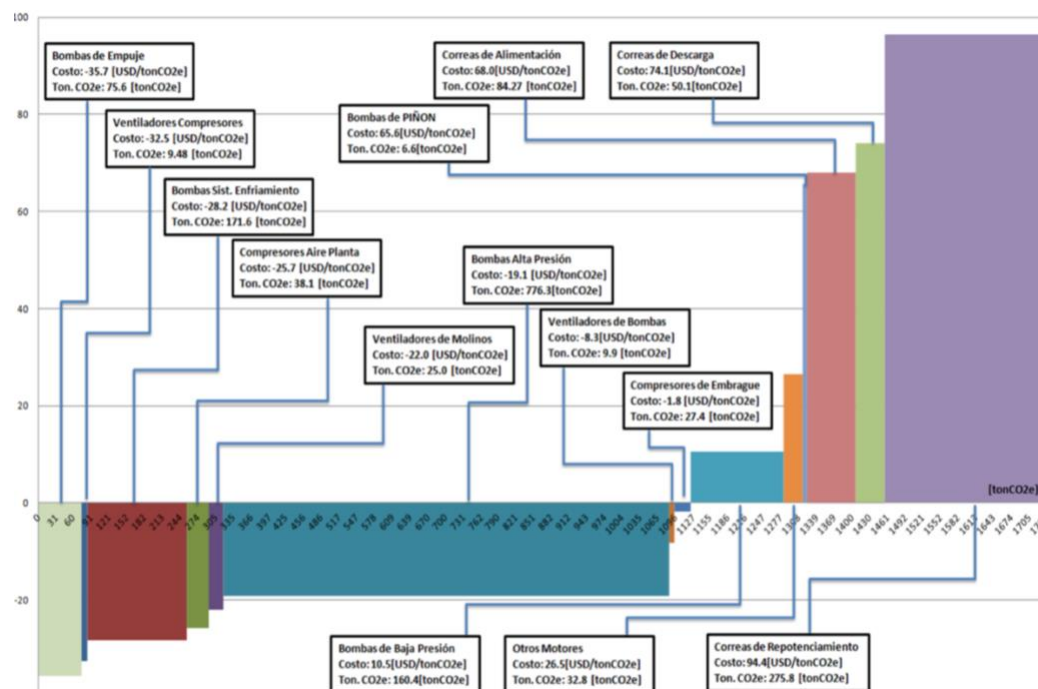 100
80
60
40
20
0
-20
Bombas de Empuje
Costo: -35.7 [USD/tonCO2e]
Ton. CO2e: 75.6 [tonCO2e]
Ventiladores Compresores
Costo: -32.5 [USD/tonCO2e]
Ton. CO2e: 9.48 [tonCO2e]
Bombas Sist. Enfriamiento
Costo: -28.2 [USD/tonCO2e]
Ton. CO2e: 171.6 [tonCO2e]
Compresores Aire Planta
Costo: -25.7 [USD/tonCO2e]
Ton. CO2e: 38.1 [tonCO2e]
Ventiladores de Molinos
Costo: -22.0 [USD/tonCO2e]
Ton. CO2e: 25.0 [tonCO2e]
Bombas Alta Presión
Costo: -19.1 [USD/tonCO2e]
Ton. CO2e: 776.3[tonCO2e]
Ventiladores de Bombas
Costo: -8.3[USD/tonCO2e]
Ton. CO2e: 9.9 [tonCO2e]
Compresores de Embrague
Costo: -1.8 [USD/tonCO2e]
Ton. CO2e: 27.4 [tonCO2e]
Bombas de PIÑON
Costo: 65.6[USD/tonCO2e]
Ton. CO2e: 6.6[tonCO2e]
Correas de Alimentación
Costo: 68.0[USD/tonCO2e]
Ton. CO2e: 84.27 [tonCO2e]
Correas de Descarga
Costo: 74.1[USD/tonCO2e]
Ton. CO2e: 50.1[tonCO2e]
[tonCO2e]
0 31 60 91 121 152 182 213 244 274 305 335 366 397 425 456 486 517 547 578 609 639 670 700 731 762 790 821 851 882 912 943 974 1004 1035 1065 1096 1127 1155 1186 1216 1247 1277 1308 1339 1369 1400 1430 1461 1492 1521 1552 1582 1613 1643 1674 1705
Bombas de Baja Presión
Costo: 10.5[USD/tonCO2e]
Ton. CO2e: 160.4[tonCO2e]
Otros Motores
Costo: 26.5[USD/tonCO2e]
Ton. CO2e: 32.8 [tonCO2e]
Correas de Repotenciamiento
Costo: 94.4[USD/tonCO2e]
Ton. CO2e: 275.8 [tonCO2e]